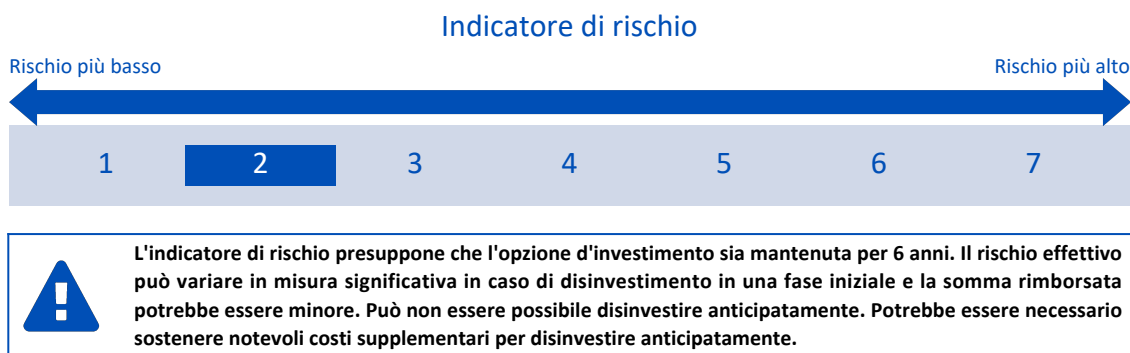 Indicatore di rischio
Rischio più basso Rischio più alto
1 2 3 4 5 6 7
L'indicatore di rischio presuppone che l'opzione d'investimento sia mantenuta per 6 anni. Il rischio effettivo
può variare in misura significativa in caso di disinvestimento in una fase iniziale e la somma rimborsata
potrebbe essere minore. Può non essere possibile disinvestire anticipatamente. Potrebbe essere necessario
sostenere notevoli costi supplementari per disinvestire anticipatamente.